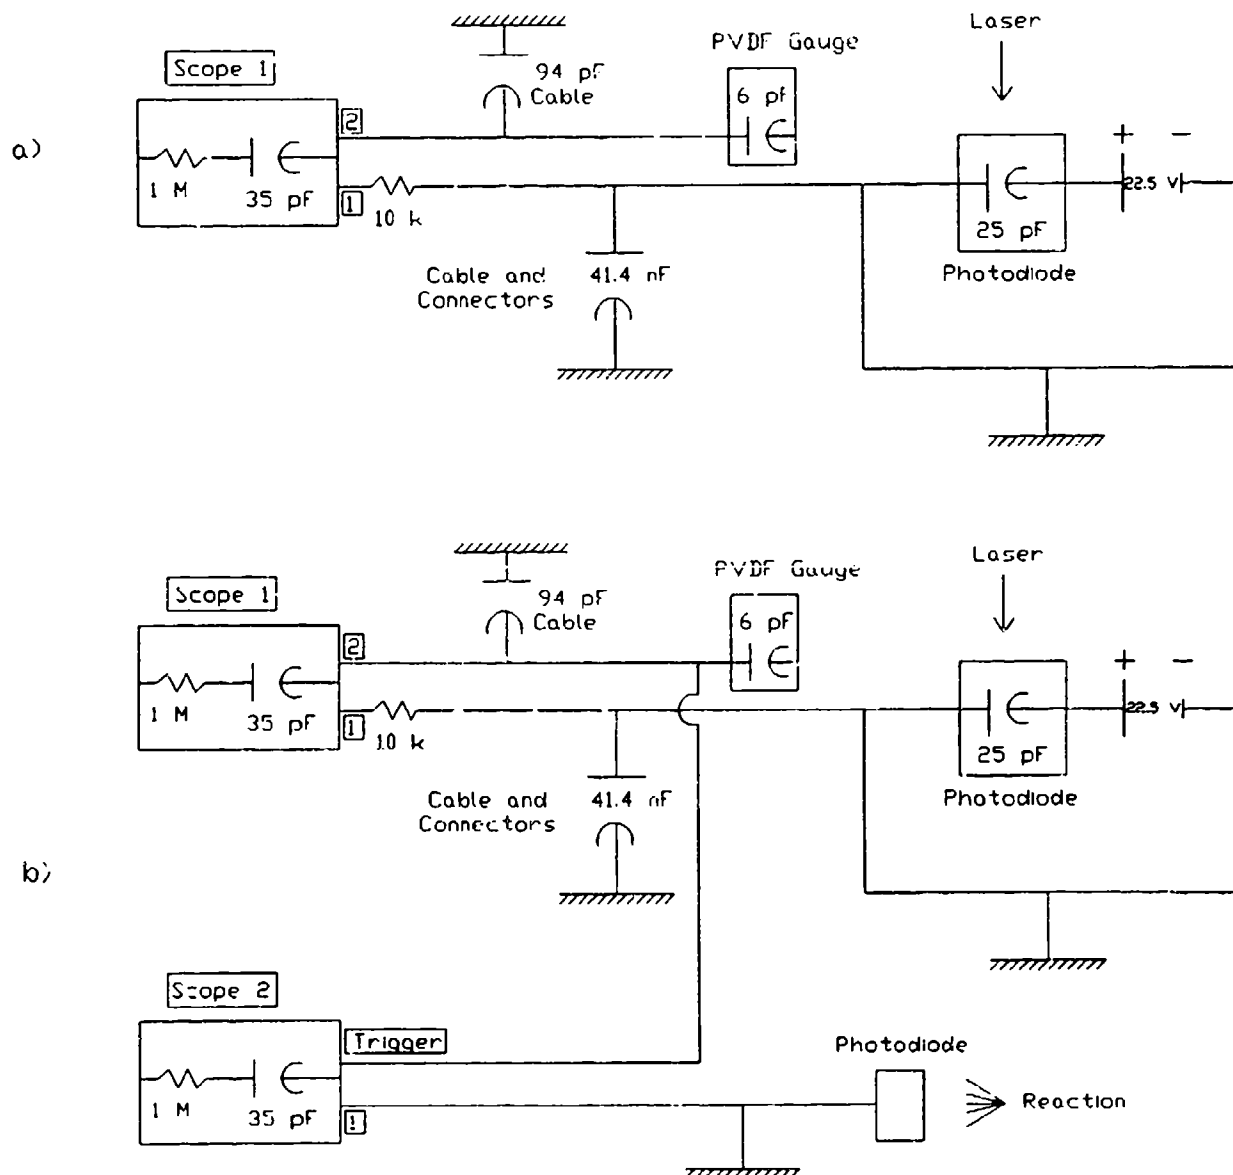 a)
Scope 1
1 M
35 pF
2
1
10 k
94 pF
Cable
Cable and
Connectors
41.4 nF
PVDF Gauge
6 pF
Laser
25 pF
Photodiode
+ -
22.5 V
b)
Scope 1
1 M
35 pF
2
1
10 k
94 pF
Cable
Cable and
Connectors
41.4 nF
PVDF Gauge
6 pF
Laser
25 pF
Photodiode
+ -
22.5 V
Scope 2
1 M
35 pF
Trigger
1
Photodiode
Reaction